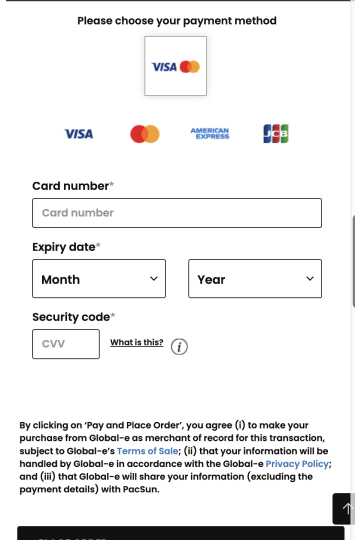 Please choose your payment method
VISA
VISA
AMERICAN
EXPRESS
JCB
Card number*
Card number
Expiry date*
Month
Year
Security code*
CVV
What is this?
i
By clicking on ‘Pay and Place Order’, you agree (i) to make your
purchase from Global-e as merchant of record for this transaction,
subject to Global-e’s Terms of Sale; (ii) that your information will be
handled by Global-e in accordance with the Global-e Privacy Policy;
and (iii) that Global-e will share your information (excluding the
payment details) with PacSun.